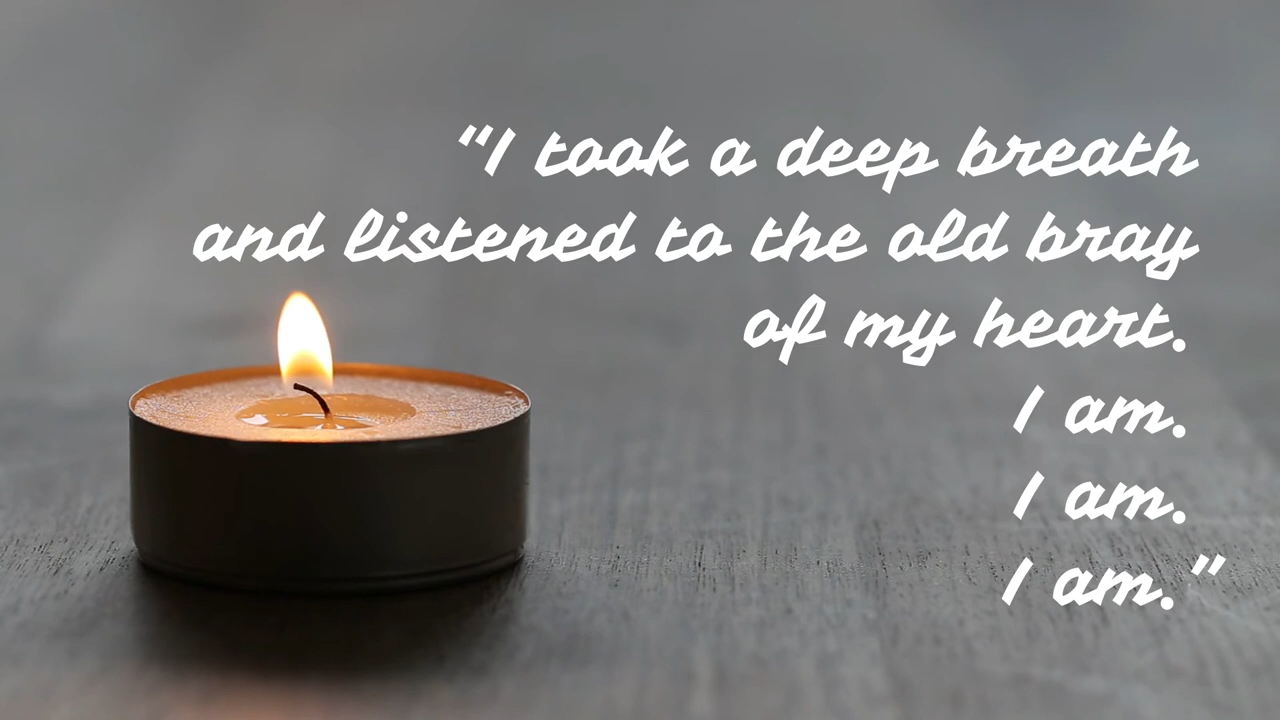 “I took a deep breath
and listened to the old bray
of my heart.
I am.
I am.
I am.”